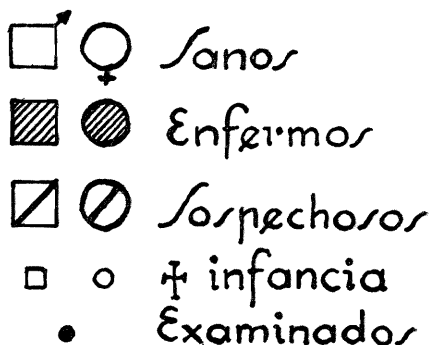 Sanos
Enfermos
Sospechosos
✝ infancia
Examinados